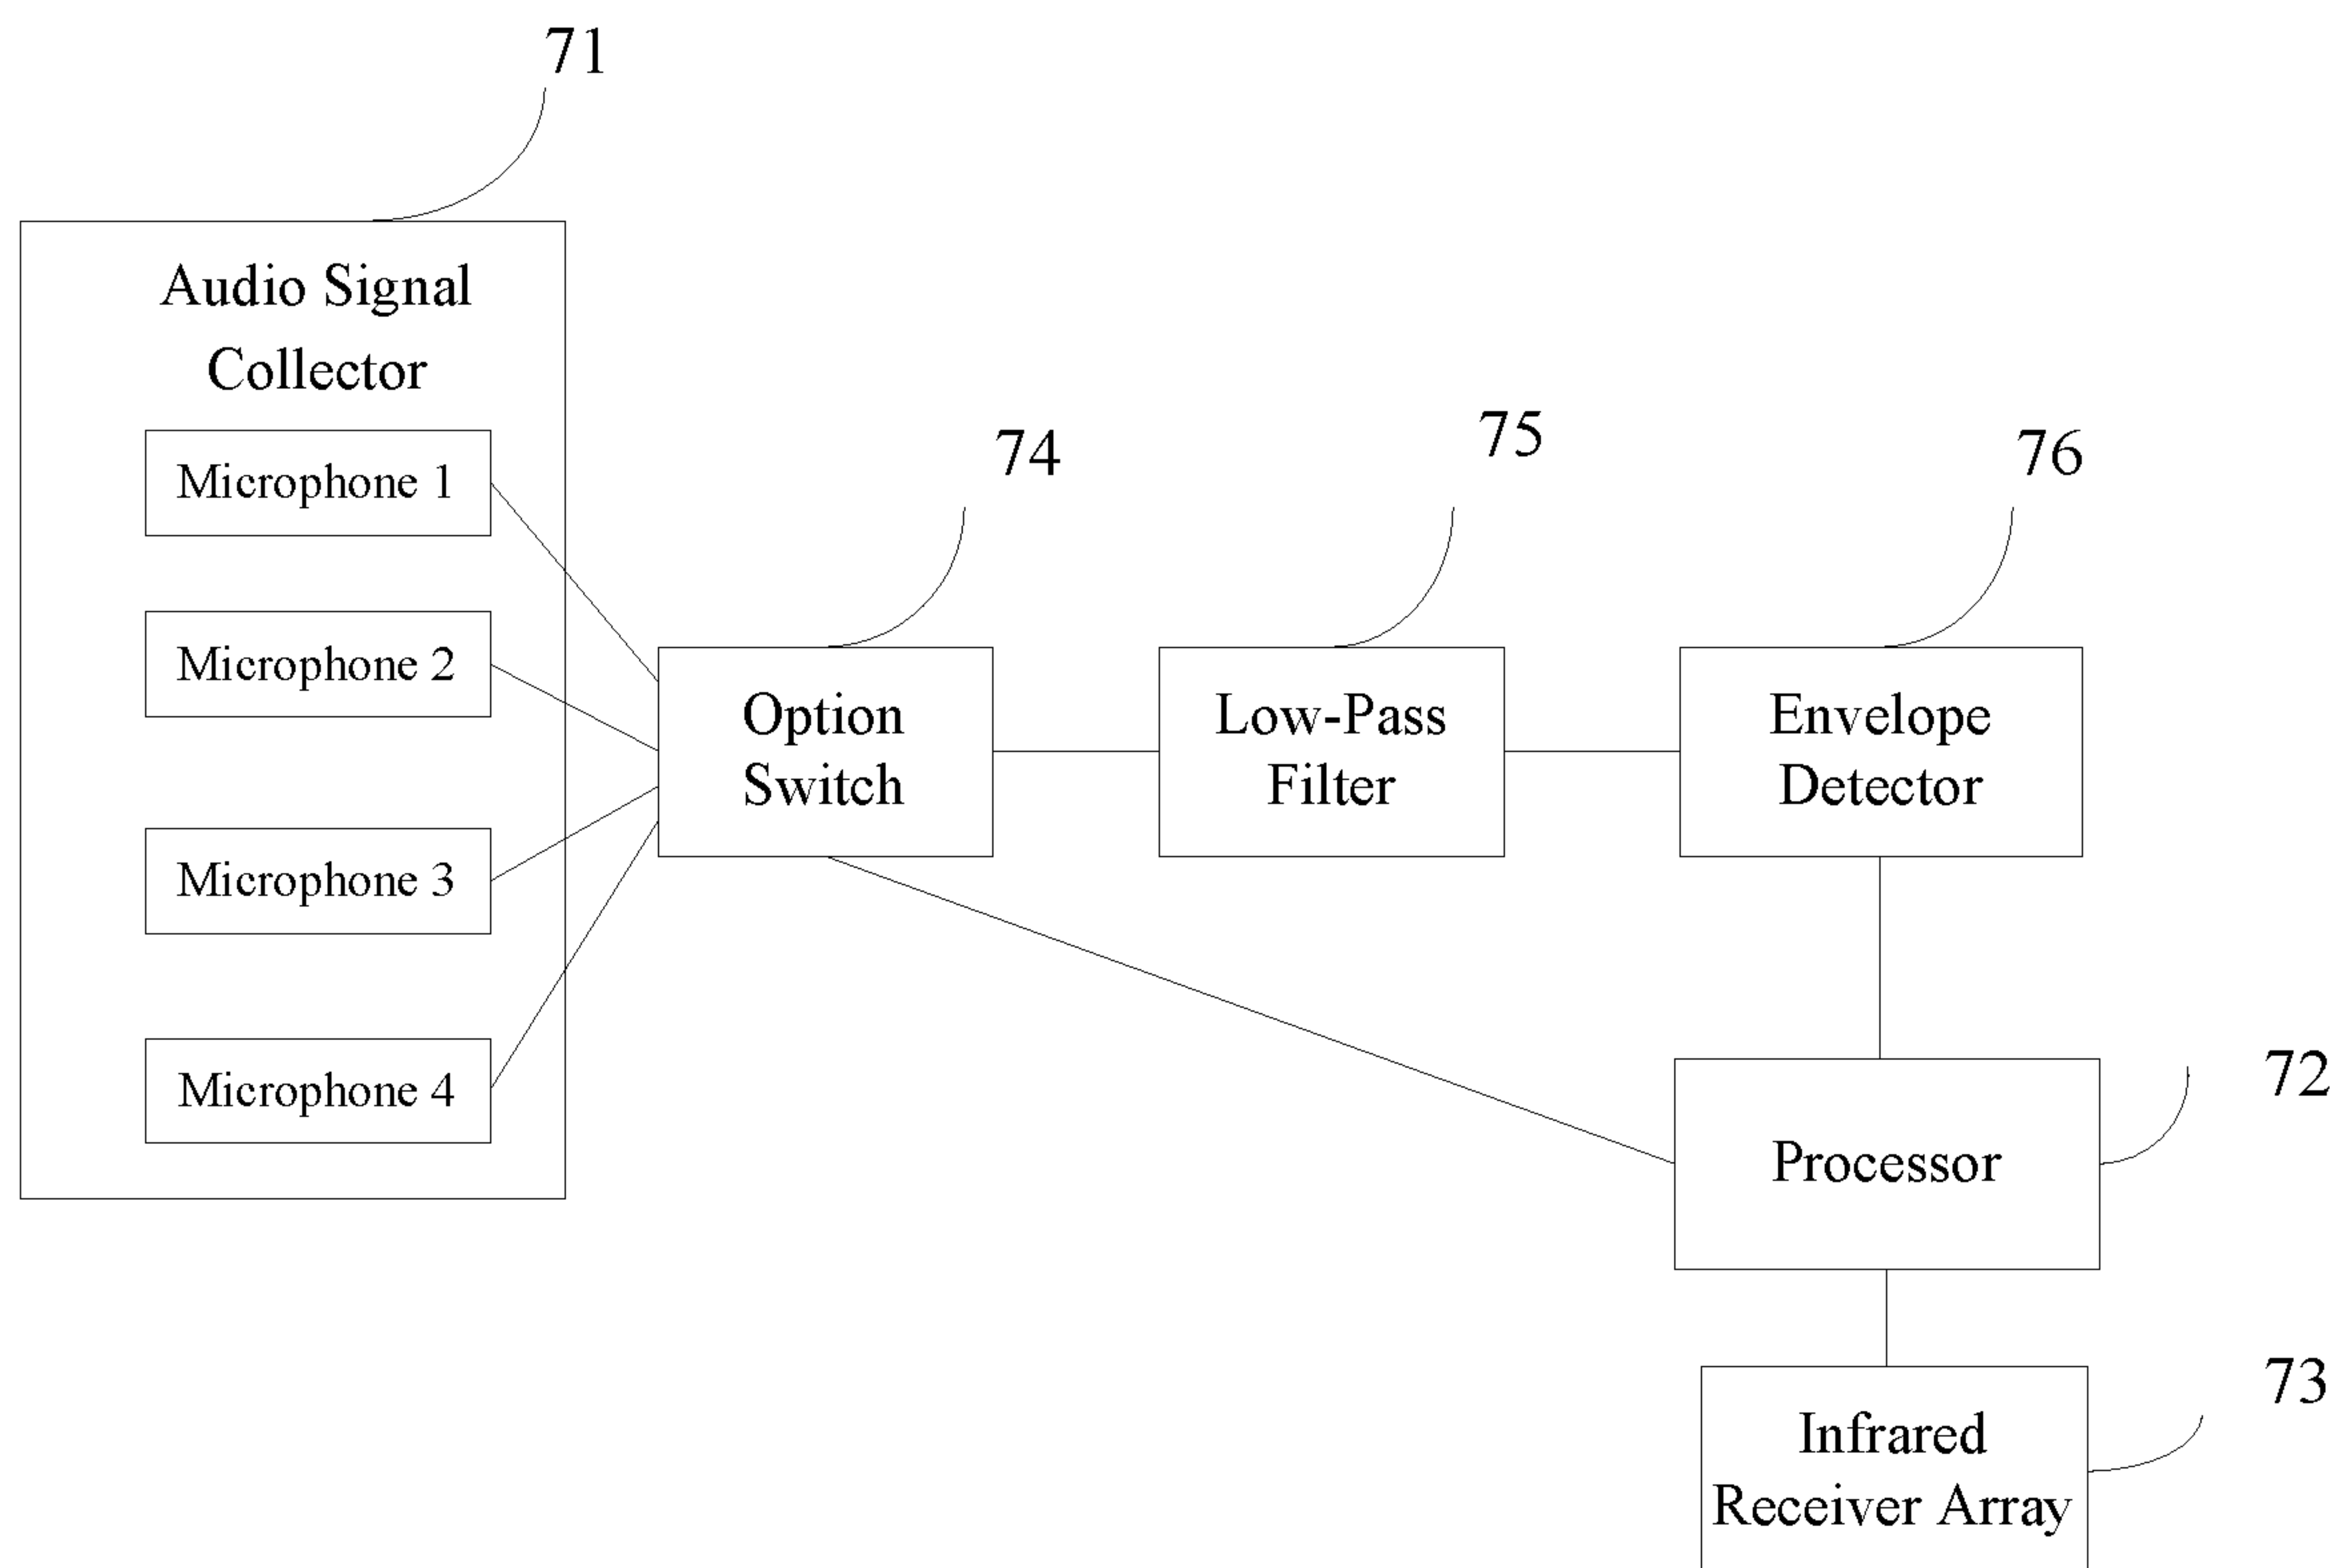 71
Audio Signal
Collector
Microphone 1
Microphone 2
Microphone 3
Microphone 4
74
Option
Switch
75
Low-Pass
Filter
76
Envelope
Detector
72
Processor
73
Infrared
Receiver Array